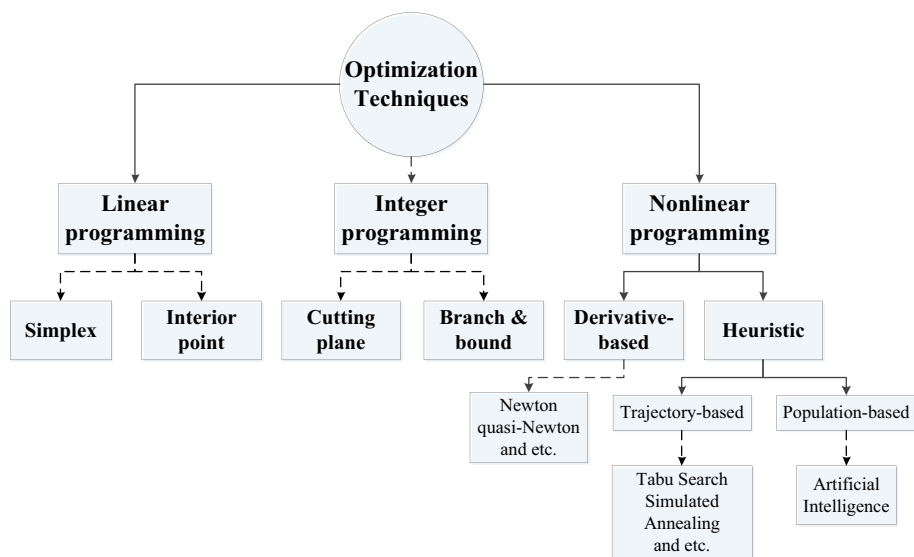 Optimization
Techniques
Linear
programming
Integer
programming
Nonlinear
programming
Simplex
Interior
point
Cutting
plane
Branch &
bound
Derivative-
based
Heuristic
Newton
quasi-Newton
and etc.
Trajectory-based
Population-based
Tabu Search
Simulated
Annealing
and etc.
Artificial
Intelligence